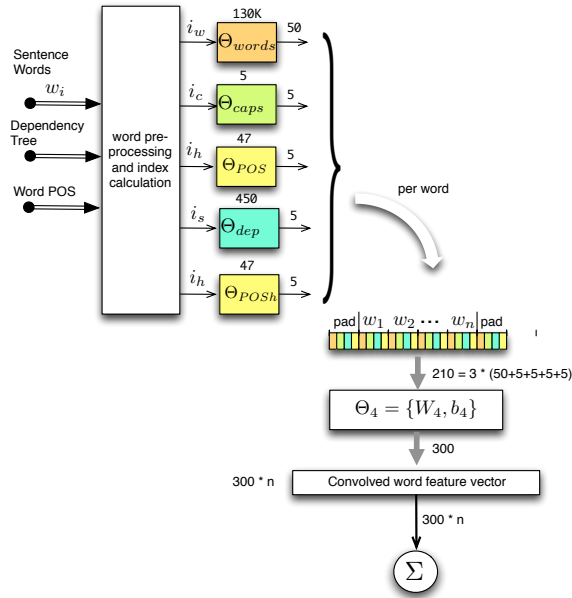 Sentence
Words
w_i
Dependency
Tree
Word POS
word pre-
processing
and index
calculation
i_w
130K
Θ_words
50
i_c
5
Θ_caps
5
i_h
47
Θ_POS
5
i_s
450
Θ_dep
5
i_h
47
Θ_POSh
5
per word
pad w_1 w_2 ··· w_n pad
210 = 3 * (50+5+5+5+5)
Θ_4 = {W_4, b_4}
300
300 * n
Convolved word feature vector
300 * n
Σ